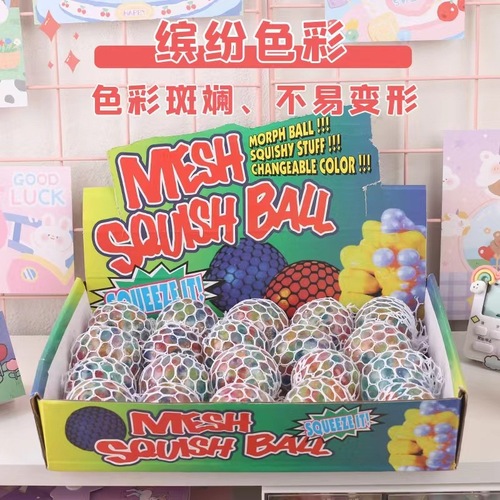 缤纷色彩
色彩斑斓、不易变形
MORPH BALL !!!
SQUISHY STUFF !!!
CHANGEABLE COLOR !!!
MESH
SQUISH BALL
SQUEEZE IT!
GOOD
LUCK
MESH
SQUISH BALL
SQUEEZE IT!